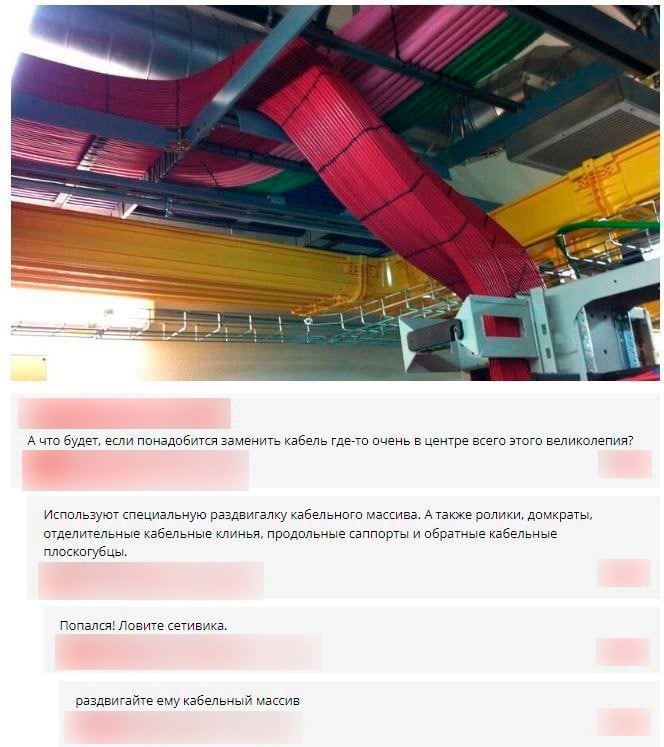 А что будет, если понадобится заменить кабель где-то очень в центре всего этого великолепия?
Используют специальную раздвигалку кабельного массива. А также ролики, домкраты,
отделительные кабельные клинья, продольные саппорты и обратные кабельные
плоскогубцы.
Попался! Ловите сетивика.
раздвигайте ему кабельный массив